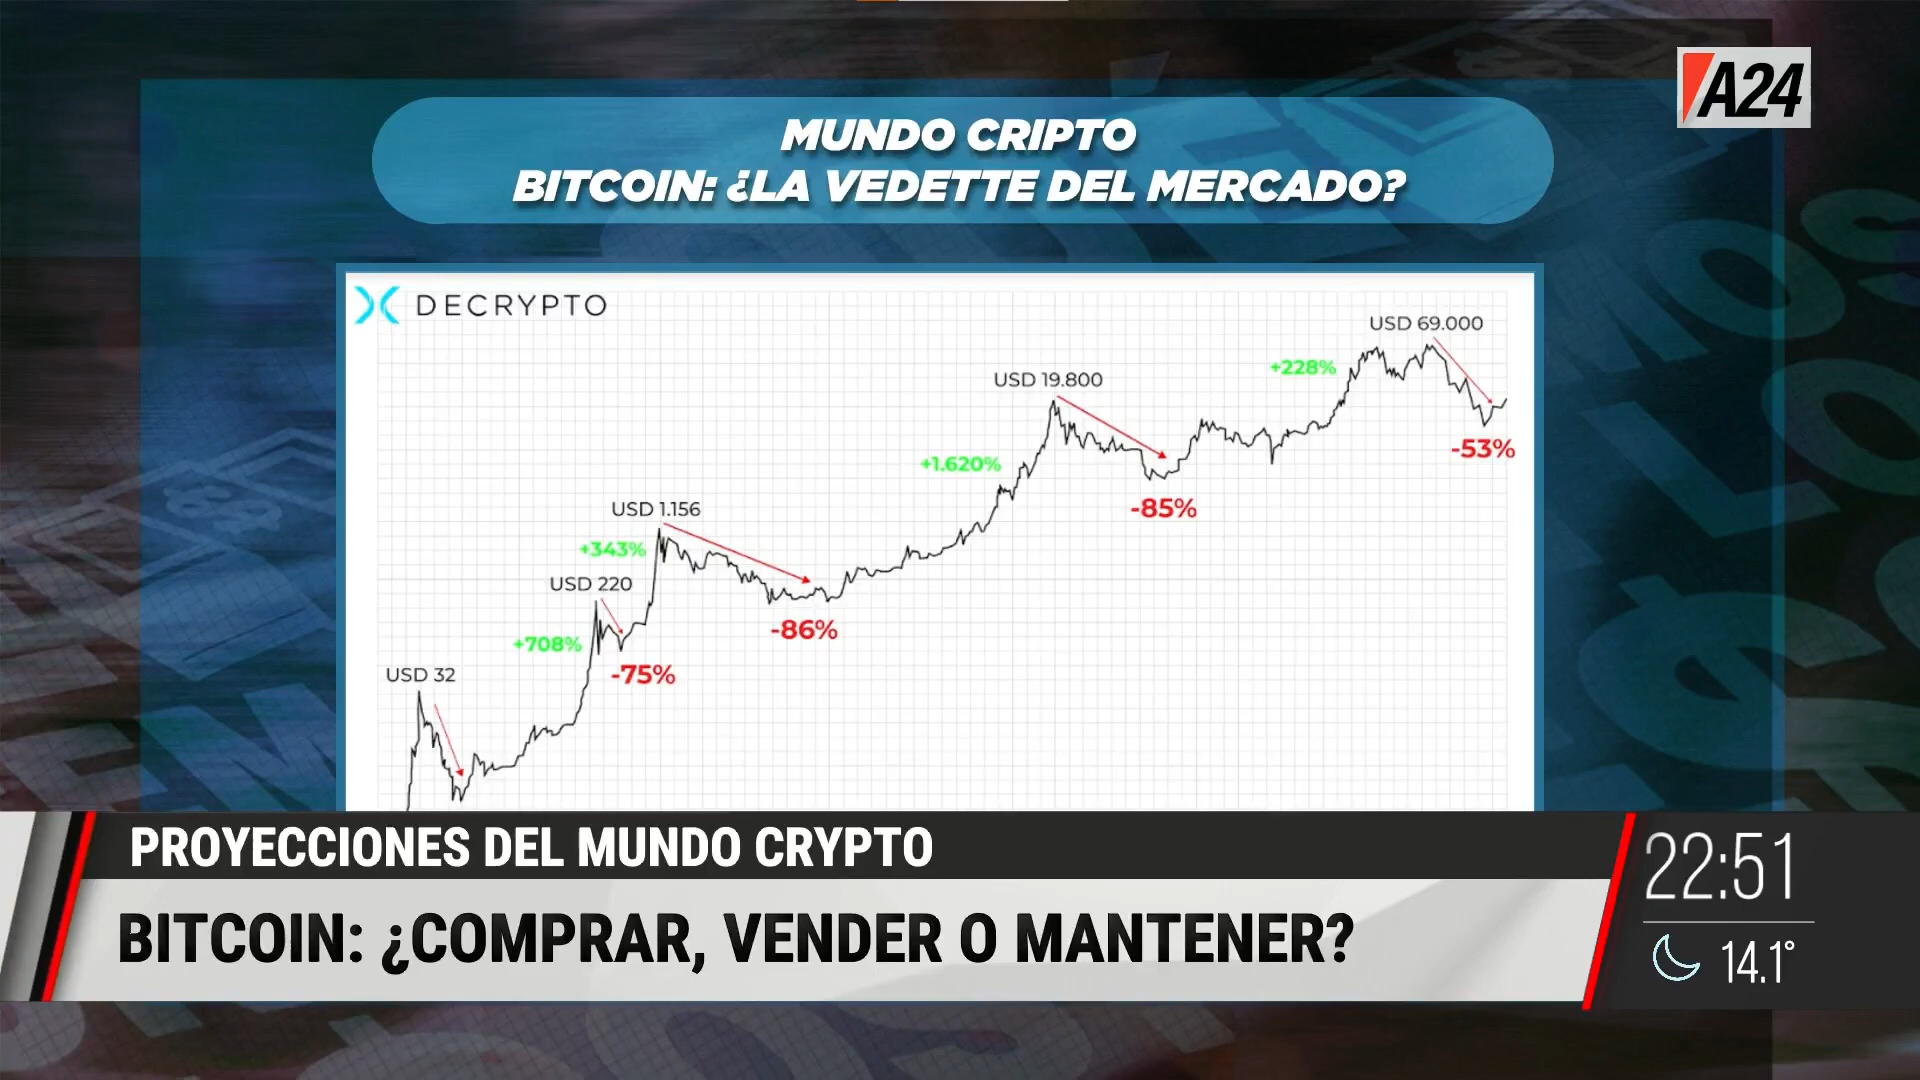 A24
MUNDO CRIPTO
BITCOIN: ¿LA VEDETTE DEL MERCADO?
DECRYPTO
USD 69.000
+228%
USD 19.800
-53%
+1.620%
-85%
USD 1.156
+343%
USD 220
-86%
+708%
-75%
USD 32
PROYECCIONES DEL MUNDO CRYPTO
BITCOIN: ¿COMPRAR, VENDER O MANTENER?
22:51
14.1°